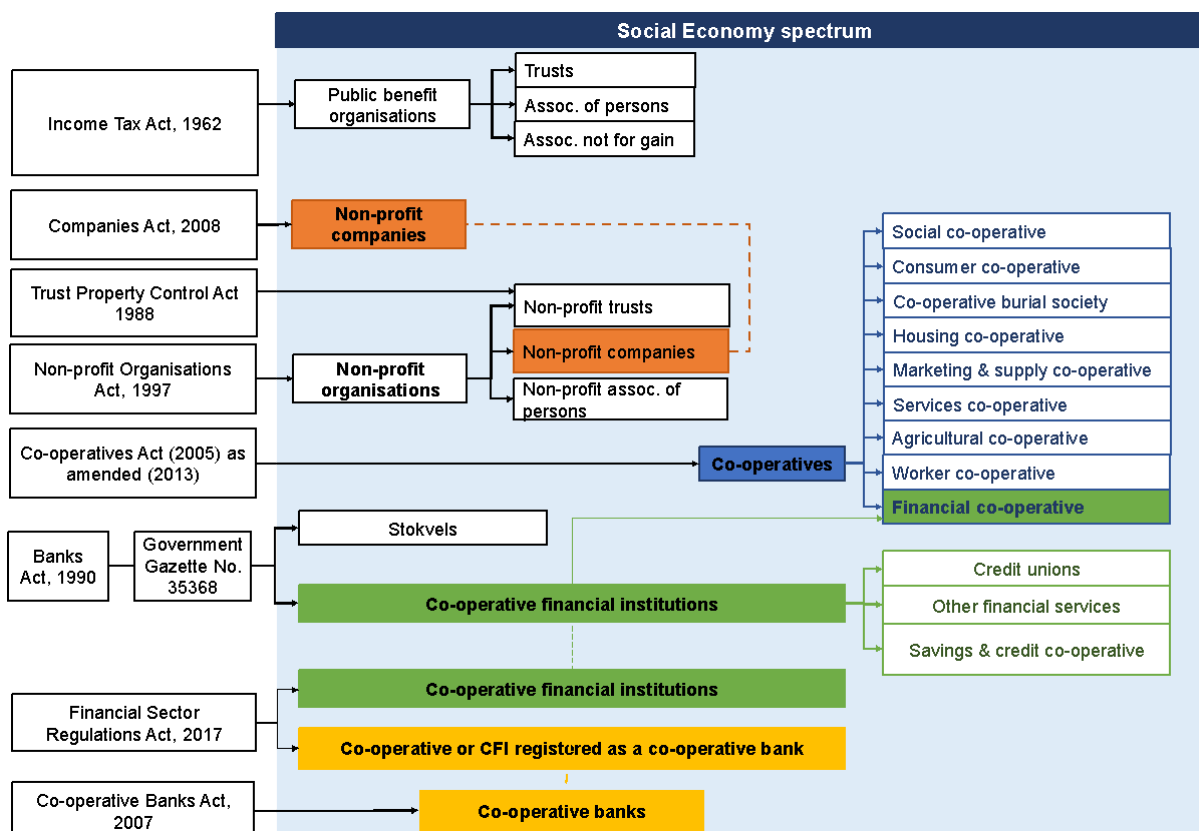 Social Economy spectrum
Income Tax Act, 1962
Public benefit
organisations
Trusts
Assoc. of persons
Assoc. not for gain
Companies Act, 2008
Non-profit
companies
Trust Property Control Act
1988
Non-profit Organisations
Act, 1997
Non-profit
organisations
Non-profit trusts
Non-profit companies
Non-profit assoc. of
persons
Co-operatives Act (2005) as
amended (2013)
Co-operatives
Social co-operative
Consumer co-operative
Co-operative burial society
Housing co-operative
Marketing & supply co-operative
Services co-operative
Agricultural co-operative
Worker co-operative
Financial co-operative
Banks
Act, 1990
Government
Gazette No.
35368
Stokvels
Co-operative financial institutions
Credit unions
Other financial services
Savings & credit co-operative
Financial Sector
Regulations Act, 2017
Co-operative financial institutions
Co-operative or CFI registered as a co-operative bank
Co-operative Banks Act,
2007
Co-operative banks